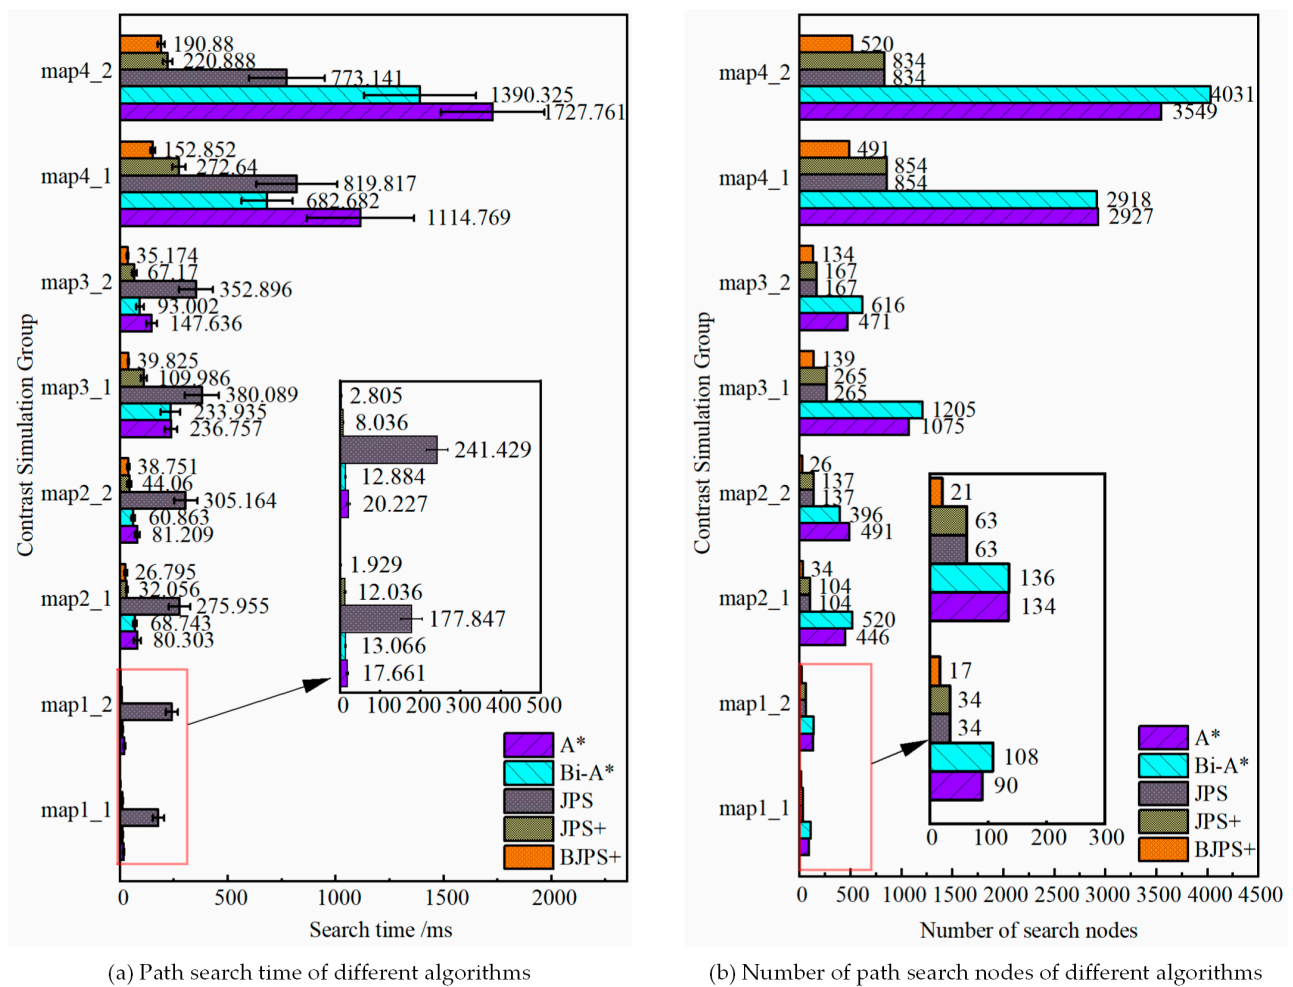 map4_2
190.88
220.888
773.141
1390.325
1727.761
map4_1
152.852
272.64
819.817
682.682
1114.769
map3_2
35.174
67.17
352.896
93.002
147.636
map3_1
39.825
109.986
380.089
233.935
236.757
map2_2
38.751
44.06
305.164
60.863
81.209
map2_1
26.795
32.056
275.955
68.743
80.303
map1_2
map1_1
2.805
8.036
241.429
12.884
20.227
1.929
12.036
177.847
13.066
17.661
0 100 200 300 400 500
A*
Bi-A*
JPS
JPS+
BJPS+
0 500 1000 1500 2000
Search time /ms
Contrast Simulation Group
(a) Path search time of different algorithms
map4_2
520
834
834
4031
3549
map4_1
491
854
854
2918
2927
map3_2
134
167
167
616
471
map3_1
139
265
265
1205
1075
map2_2
26
137
137
396
491
map2_1
34
104
104
520
446
map1_2
map1_1
21
63
63
136
134
17
34
34
108
90
0 100 200 300
A*
Bi-A*
JPS
JPS+
BJPS+
0 500 1000 1500 2000 2500 3000 3500 4000 4500
Number of search nodes
Contrast Simulation Group
(b) Number of path search nodes of different algorithms